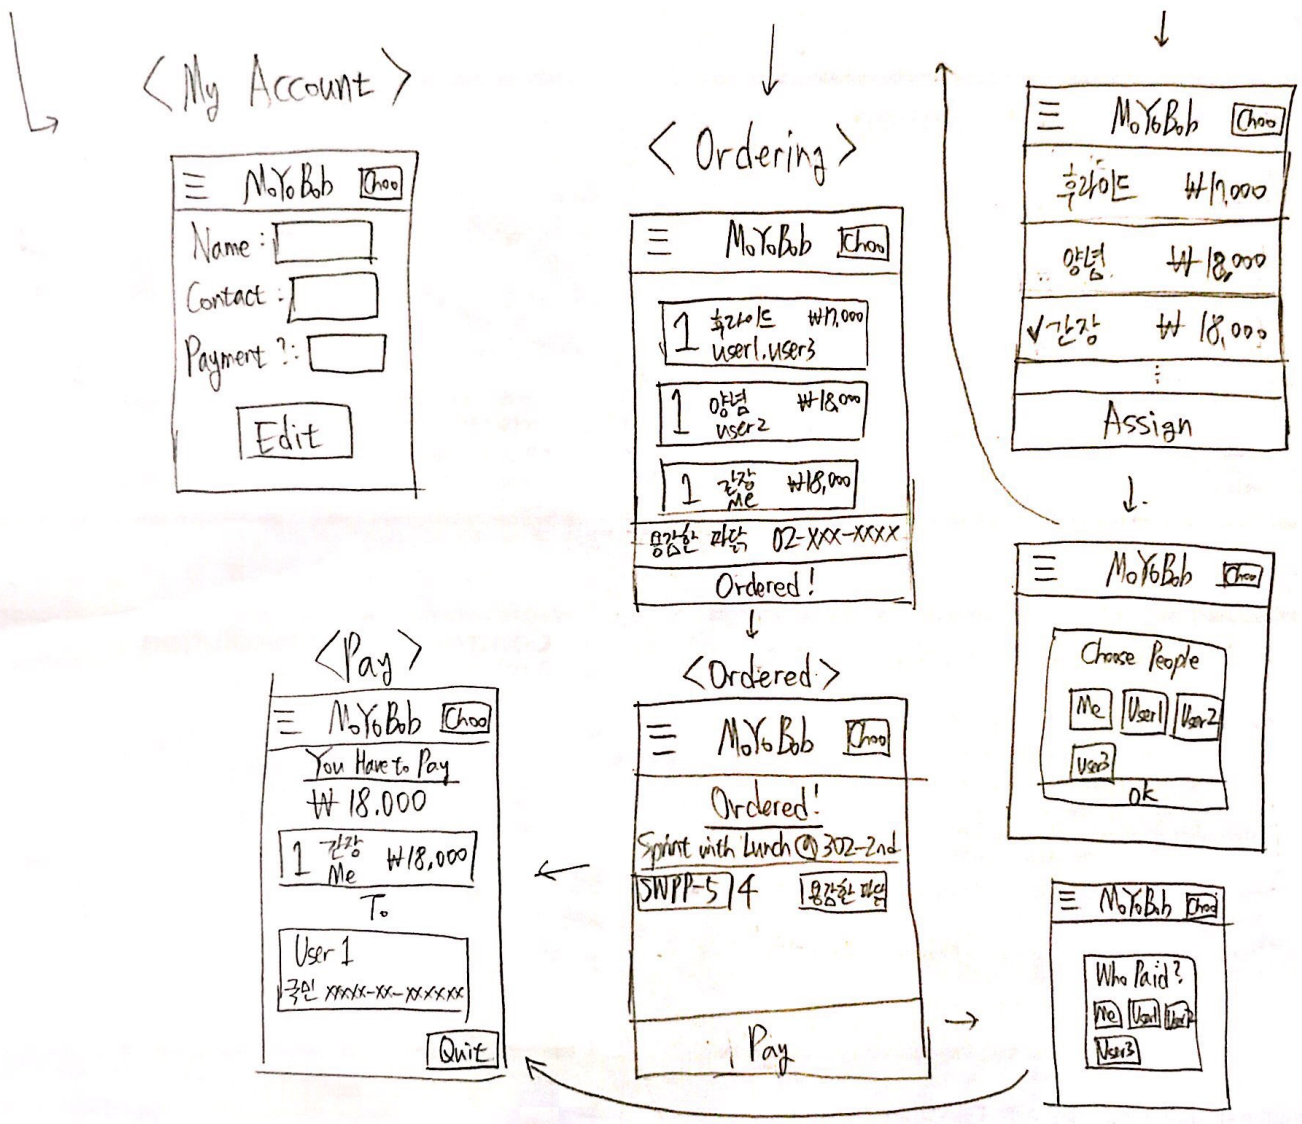 <My Account>
≡ MoYoBob Choo
Name :
Contact :
Payment ? :
Edit
<Ordering>
≡ MoYoBob Choo
1 후라이드 ₩17,000
user1.user3
1 양념 ₩18,000
user2
1 간장 ₩18,000
Me
용감한 파닭 02-XXX-XXXX
Ordered!
≡ MoYoBob Choo
후라이드 ₩17,000
양념 ₩18,000
✓간장 ₩18,000
⋮
Assign
≡ MoYoBob Choo
Choose People
Me User1 User2
User3
OK
<Pay>
≡ MoYoBob Choo
You Have to Pay
₩18.000
1 간장 ₩18,000
Me
To
User 1
국민 xxxxx-xx-xxxxxx
Quit
<Ordered>
≡ MoYoBob Choo
Ordered!
Sprint with Lunch @ 302-2nd
SWPP-5 4 용감한 파닭
Pay
≡ MoYoBob Choo
Who Paid?
Me User1 User2
User3